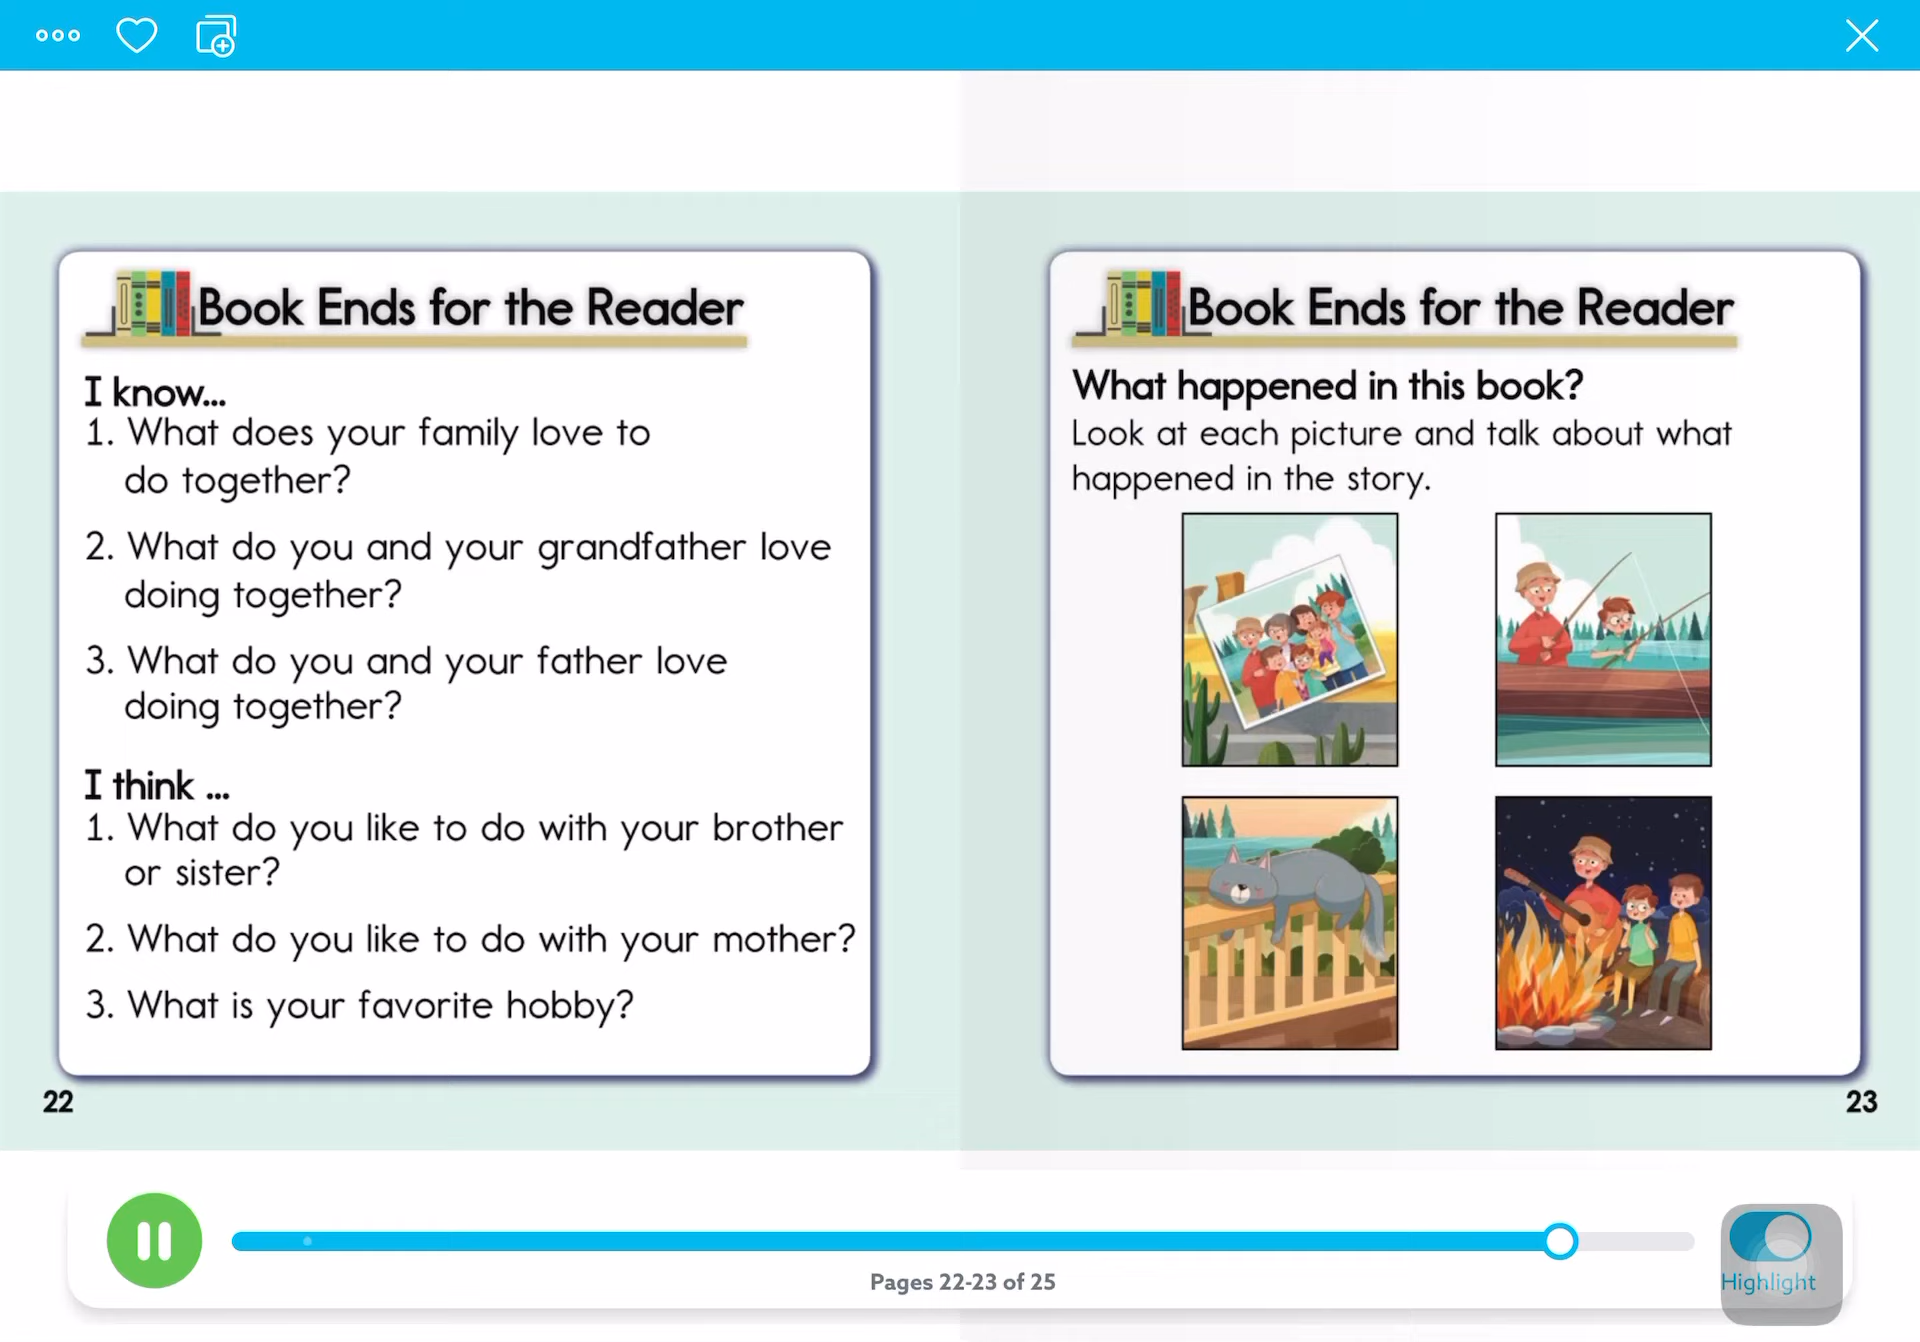 Book Ends for the Reader
I know...
1. What does your family love to
do together?
2. What do you and your grandfather love
doing together?
3. What do you and your father love
doing together?
I think ...
1. What do you like to do with your brother
or sister?
2. What do you like to do with your mother?
3. What is your favorite hobby?
22
Book Ends for the Reader
What happened in this book?
Look at each picture and talk about what
happened in the story.
23
Pages 22-23 of 25
Highlight